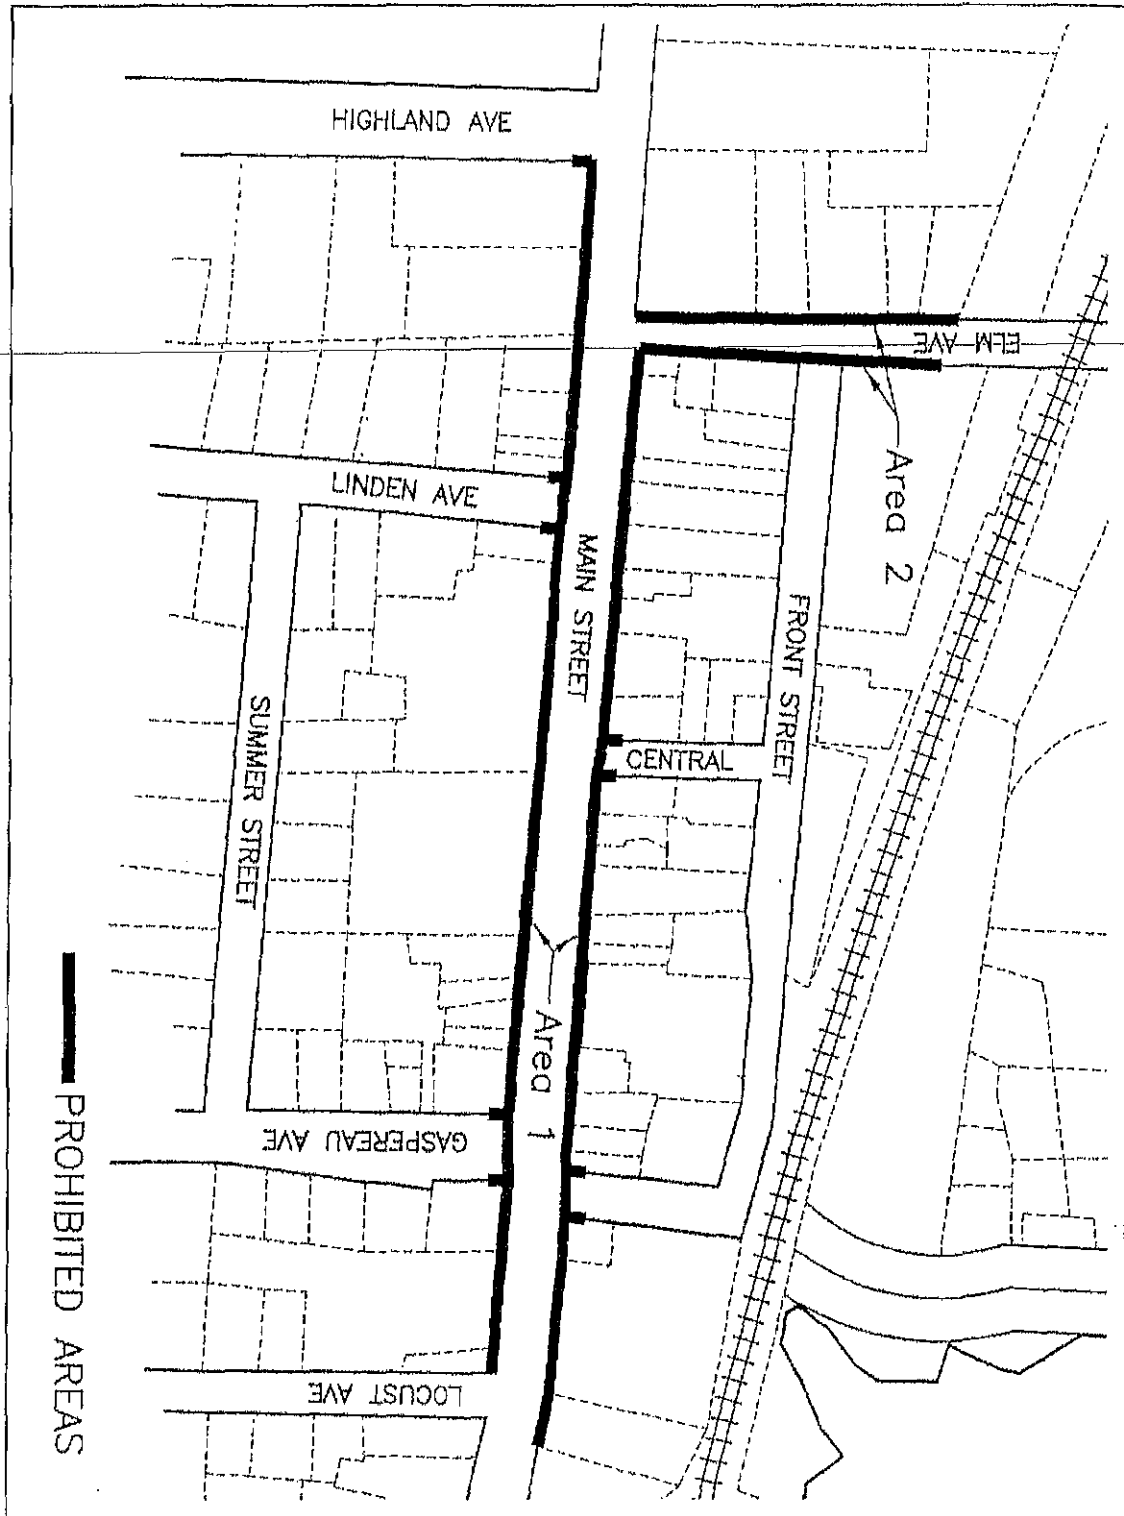 HIGHLAND AVE
ELM AVE
Area 2
LINDEN AVE
MAIN STREET
FRONT STREET
SUMMER STREET
CENTRAL
Area 1
GASPEREAU AVE
LOCUST AVE
PROHIBITED AREAS